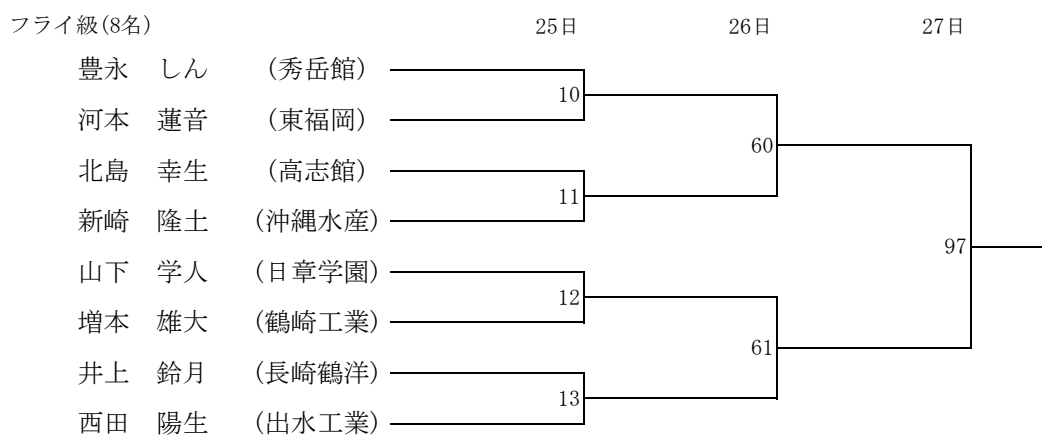 フライ級(8名) 25日 26日 27日
豊永 しん (秀岳館)
10
河本 蓮音 (東福岡)
60
北島 幸生 (高志館)
11
新崎 隆土 (沖縄水産)
97
山下 学人 (日章学園)
12
増本 雄大 (鶴崎工業)
61
井上 鈴月 (長崎鶴洋)
13
西田 陽生 (出水工業)